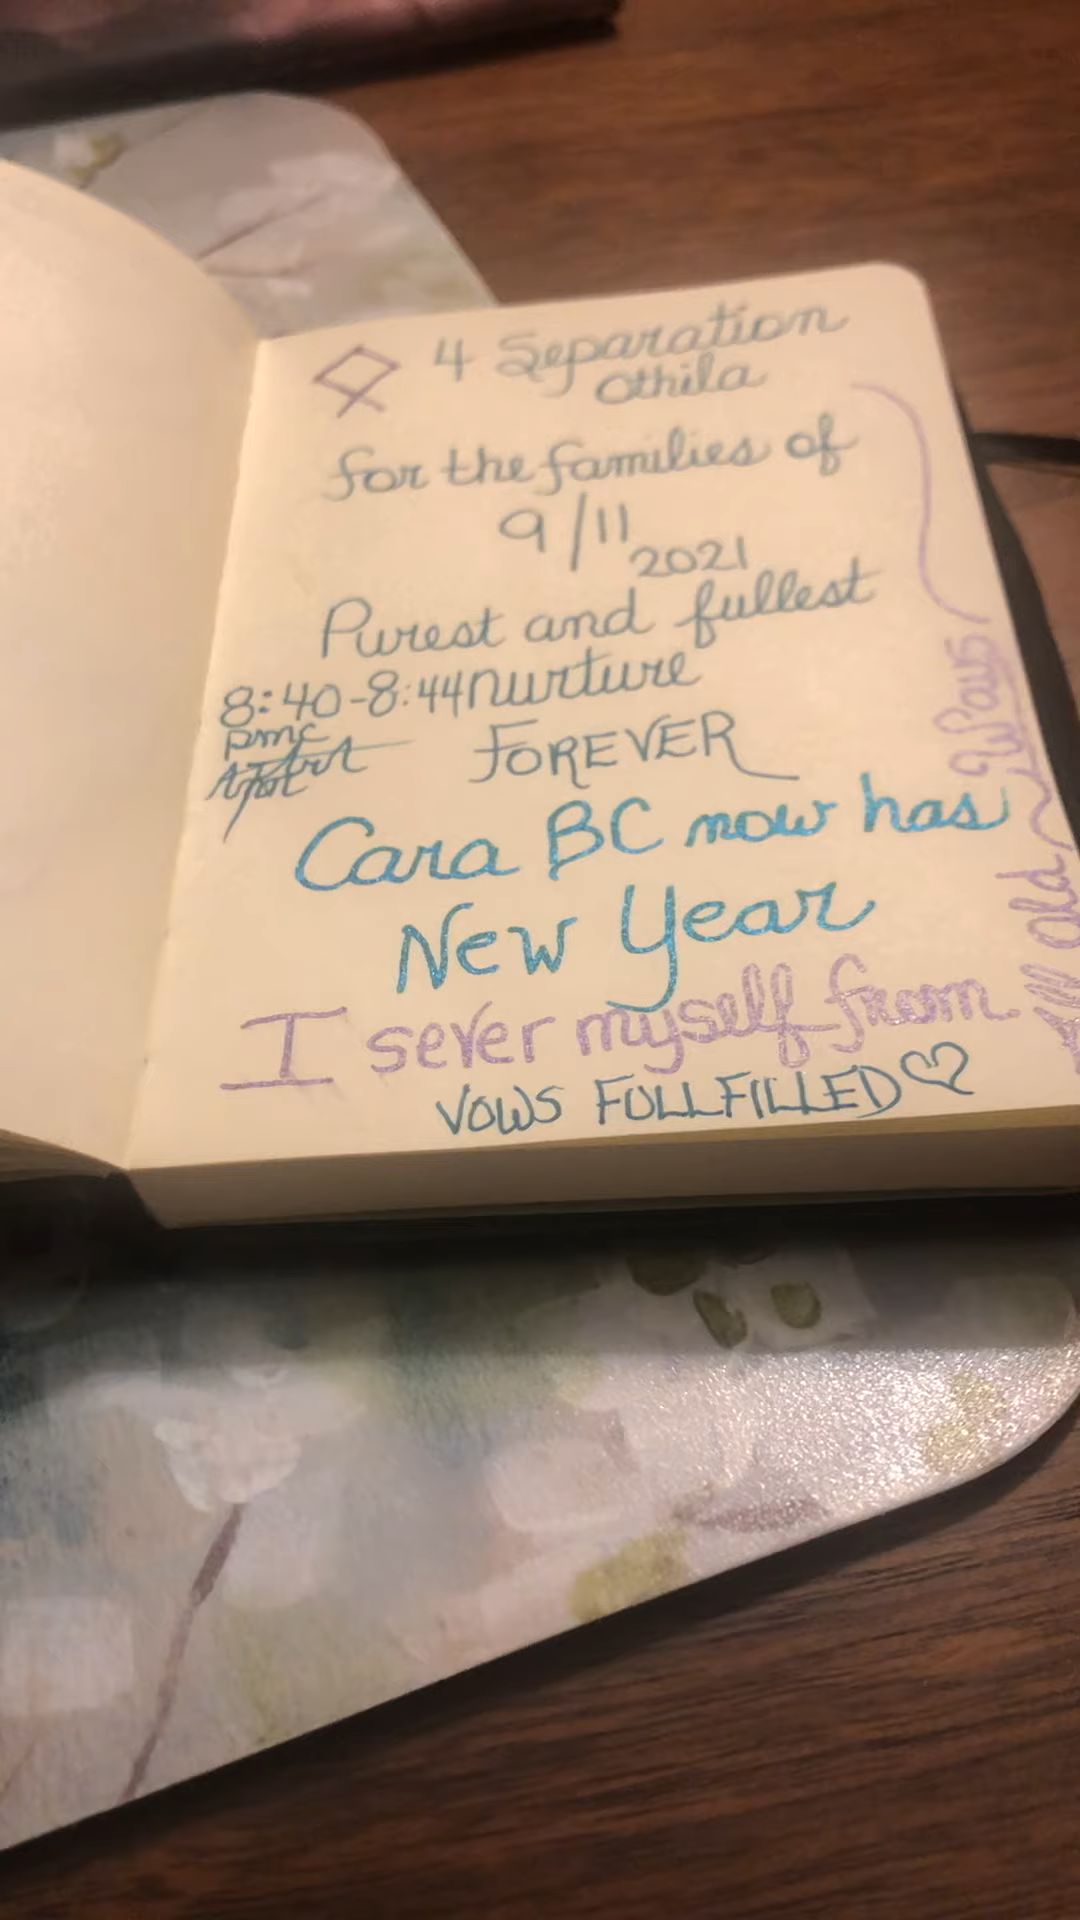 4 Separation
Othila
for the families of
9/11
2021
Purest and fullest
8:40-8:44 nurture
pmc
FOREVER
Cara BC now has
New Year
I sever myself from
all old
Ways
VOWS FULLFILLED